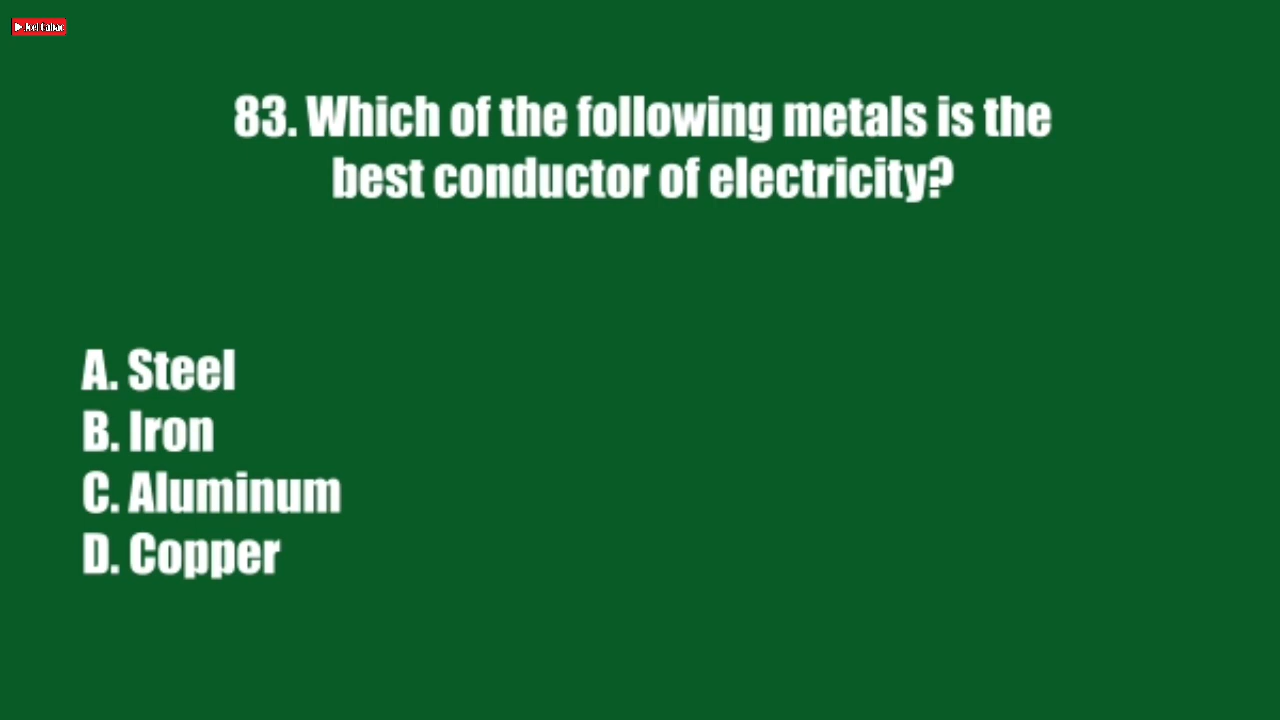 83. Which of the following metals is the
best conductor of electricity?
A. Steel
B. Iron
C. Aluminum
D. Copper